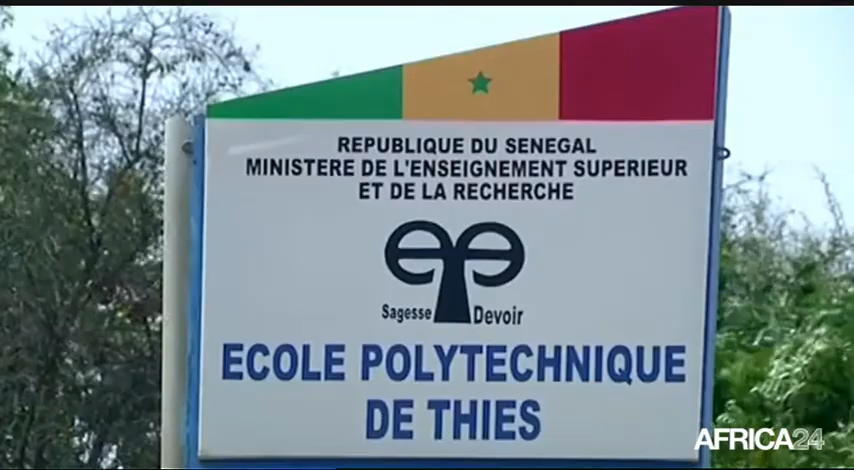 REPUBLIQUE DU SENEGAL
MINISTERE DE L'ENSEIGNEMENT SUPERIEUR
ET DE LA RECHERCHE
Sagesse Devoir
ECOLE POLYTECHNIQUE
DE THIES
AFRICA24